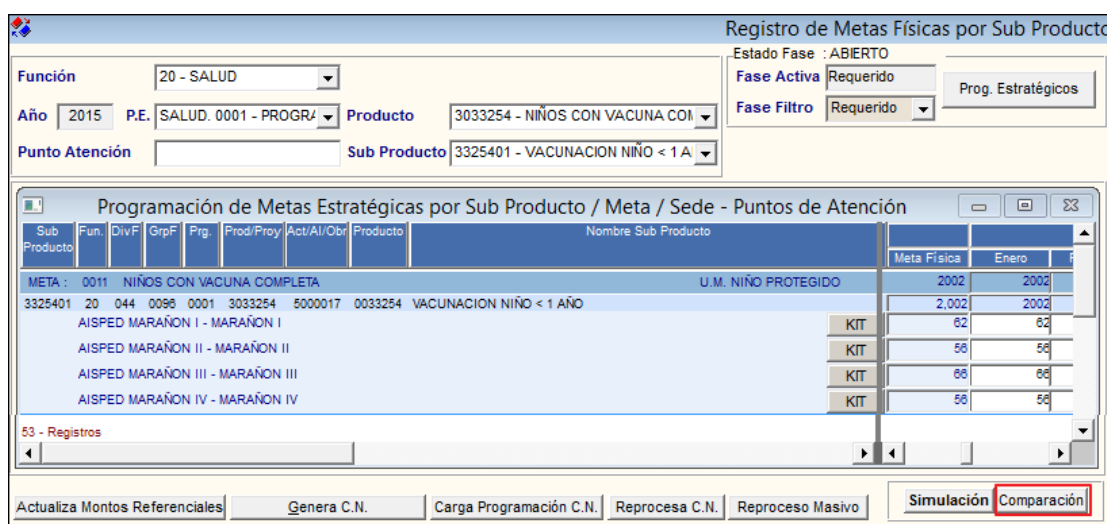 Registro de Metas Físicas por Sub Producto
Función 20 - SALUD
Estado Fase : ABIERTO
Fase Activa Requerido
Prog. Estratégicos
Año 2015 P.E. SALUD. 0001 - PROGRA Producto 3033254 - NIÑOS CON VACUNA COM
Fase Filtro Requerido
Punto Atención Sub Producto 3325401 - VACUNACION NIÑO < 1 A
Programación de Metas Estratégicas por Sub Producto / Meta / Sede - Puntos de Atención
Sub Producto Fun. DivF GrpF Prg. Prod/Proy Act/AI/Obr Producto Nombre Sub Producto
Meta Física Enero
META : 0011 NIÑOS CON VACUNA COMPLETA U.M. NIÑO PROTEGIDO 2002 2002
3325401 20 044 0096 0001 3033254 5000017 0033254 VACUNACION NIÑO < 1 AÑO 2,002 2002
AISPED MARAÑON I - MARAÑON I KIT 62 62
AISPED MARAÑON II - MARAÑON II KIT 56 56
AISPED MARAÑON III - MARAÑON III KIT 66 66
AISPED MARAÑON IV - MARAÑON IV KIT 56 56
53 - Registros
Actualiza Montos Referenciales Genera C.N. Carga Programación C.N. Reprocesa C.N. Reproceso Masivo Simulación Comparación